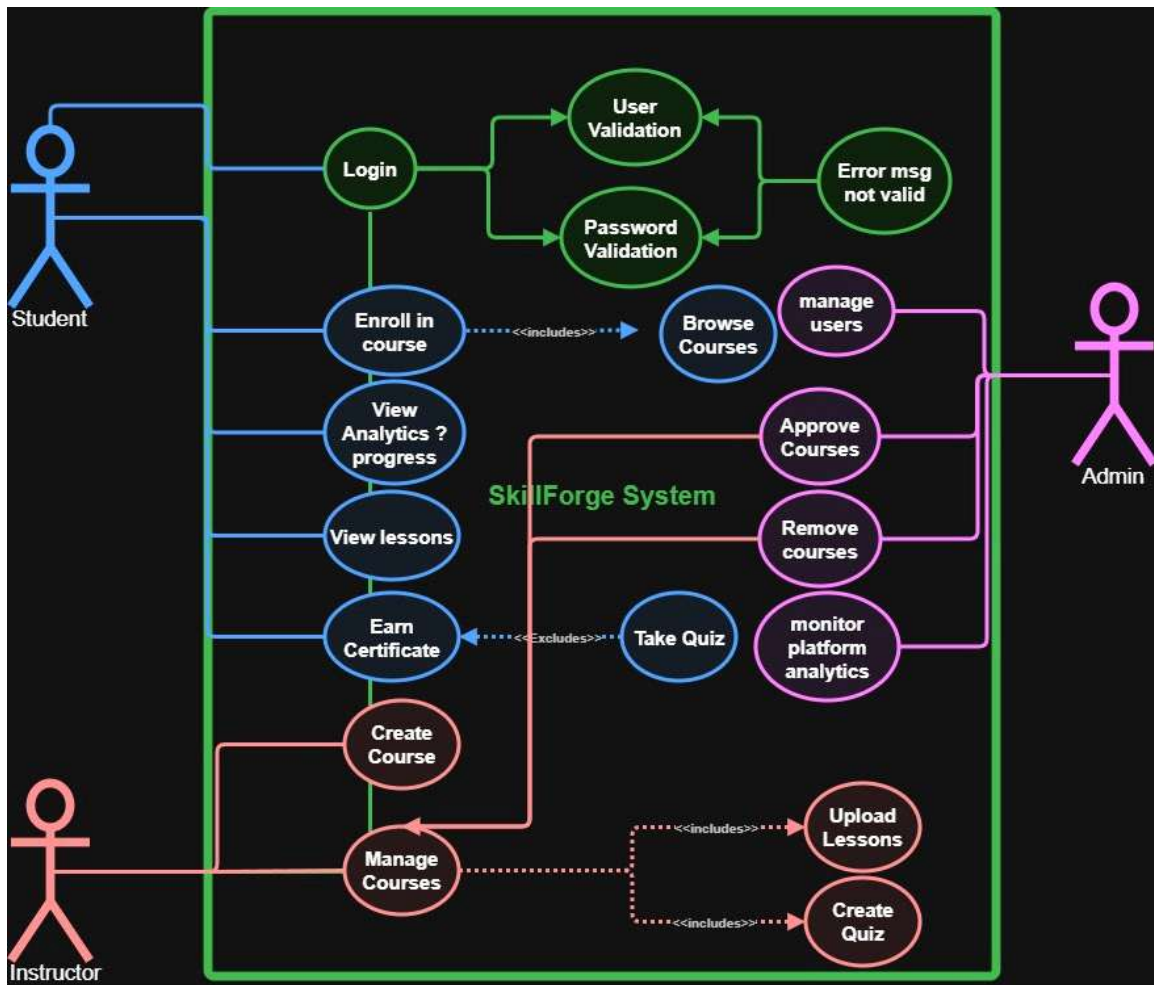 User
Validation
Login
Error msg
not valid
Password
Validation
Student
Enroll in
course
<<includes>>
Browse
Courses
manage
users
View
Analytics ?
progress
Approve
Courses
Admin
SkillForge System
View lessons
Remove
courses
Earn
Certificate
<<Excludes>>
Take Quiz
monitor
platform
analytics
Create
Course
Upload
Lessons
<<includes>>
Manage
Courses
Create
Quiz
<<includes>>
Instructor